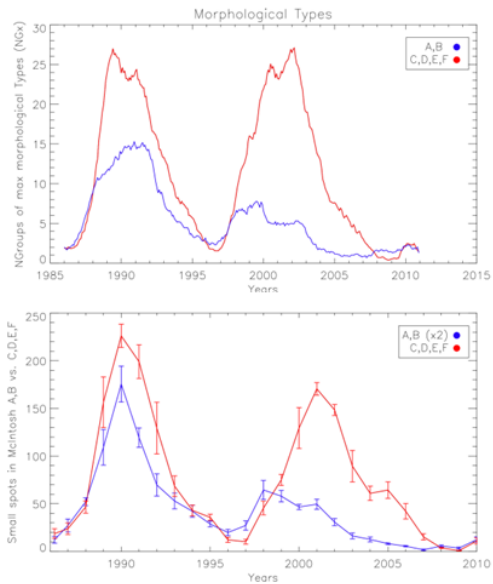 Morphological Types
NGroups of max morphological Types (NGx)
30
25
20
15
10
5
0
A,B
C,D,E,F
1985 1990 1995 2000 2005 2010 2015
Years
Small spots in McIntosh A,B vs. C,D,E,F
250
200
150
100
50
0
A,B (x2)
C,D,E,F
1990 1995 2000 2005 2010
Years